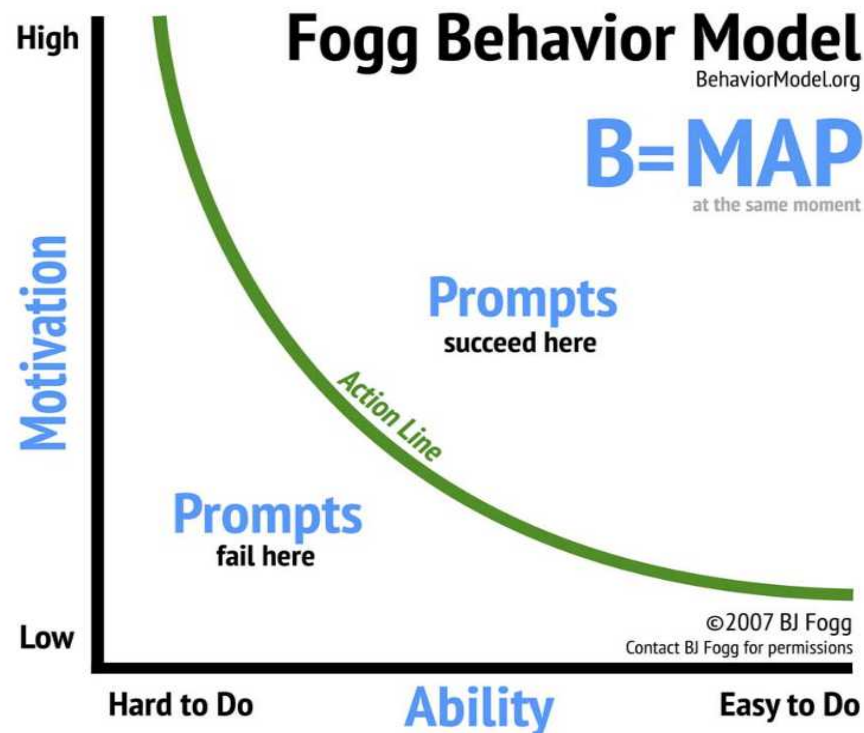 High
Fogg Behavior Model
BehaviorModel.org
B=MAP
at the same moment
Motivation
Prompts
succeed here
Action Line
Prompts
fail here
Low
©2007 BJ Fogg
Contact BJ Fogg for permissions
Hard to Do
Ability
Easy to Do